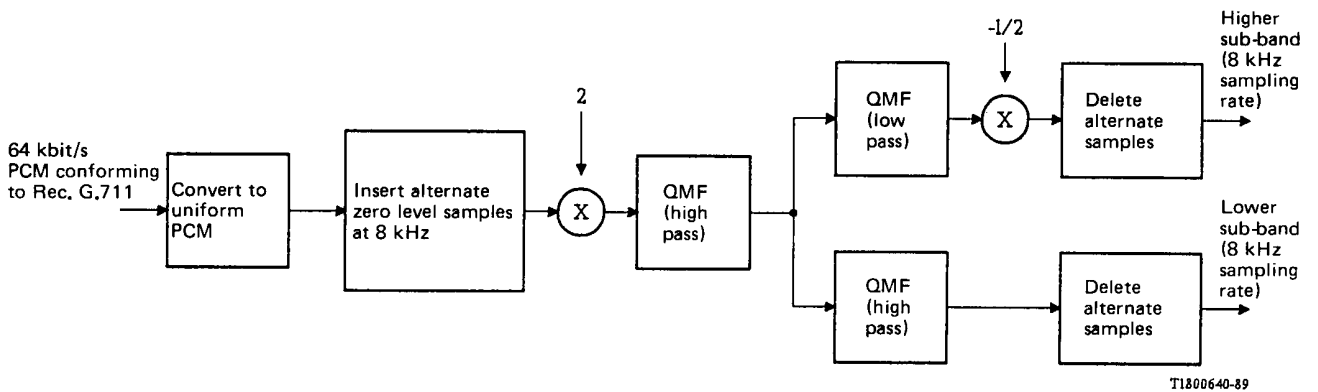 64 kbit/s
PCM conforming
to Rec. G.711
Convert to
uniform
PCM
Insert alternate
zero level samples
at 8 kHz
2
X
QMF
(high
pass)
QMF
(low
pass)
-1/2
X
Delete
alternate
samples
Higher
sub-band
(8 kHz
sampling
rate)
QMF
(high
pass)
Delete
alternate
samples
Lower
sub-band
(8 kHz
sampling
rate)
T1800640-89